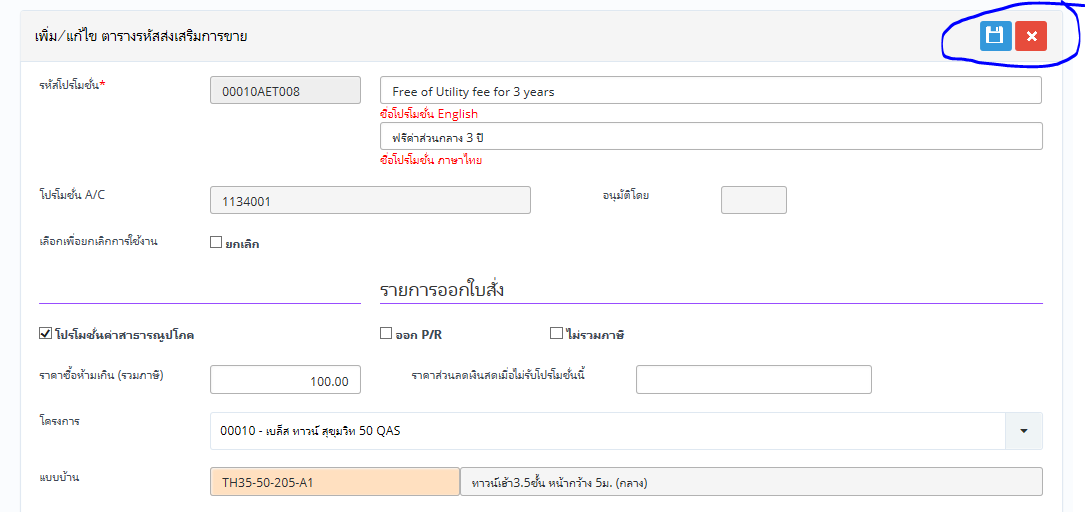 เพิ่ม/แก้ไข ตารางรหัสส่งเสริมการขาย
รหัสโปรโมชั่น* 00010AET008 Free of Utility fee for 3 years
ชื่อโปรโมชั่น English
ฟรีค่าส่วนกลาง 3 ปี
ชื่อโปรโมชั่น ภาษาไทย
โปรโมชั่น A/C 1134001 อนุมัติโดย
เลือกเพื่อยกเลิกการใช้งาน ยกเลิก
รายการออกใบสั่ง
โปรโมชั่นค่าสาธารณูปโภค ออก P/R ไม่รวมภาษี
ราคาซื้อห้ามเกิน (รวมภาษี) 100.00 ราคาส่วนลดเงินสดเมื่อไม่รับโปรโมชั่นนี้
โครงการ 00010 - เบล็ส ทาวน์ สุขุมวิท 50 QAS
แบบบ้าน TH35-50-205-A1 ทาวน์เฮ้า3.5ชั้น หน้ากว้าง 5ม. (กลาง)